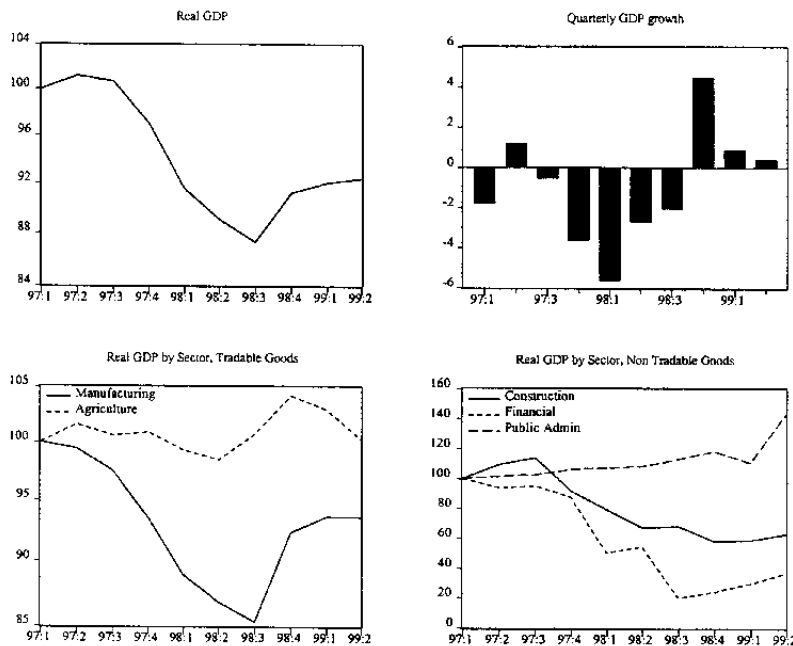 Real GDP
104
100
96
92
88
84
97:1 97:2 97:3 97:4 98:1 98:2 98:3 98:4 99:1 99:2
Quarterly GDP growth
6
4
2
0
-2
-4
-6
97:1 97:3 98:1 98:3 99:1
Real GDP by Sector, Tradable Goods
105
Manufacturing
Agriculture
100
95
90
85
97:1 97:2 97:3 97:4 98:1 98:2 98:3 98:4 99:1 99:2
Real GDP by Sector, Non Tradable Goods
160
Construction
140
Financial
120
Public Admin
100
80
60
40
20
0
97:1 97:2 97:3 97:4 98:1 98:2 98:3 98:4 99:1 99:2